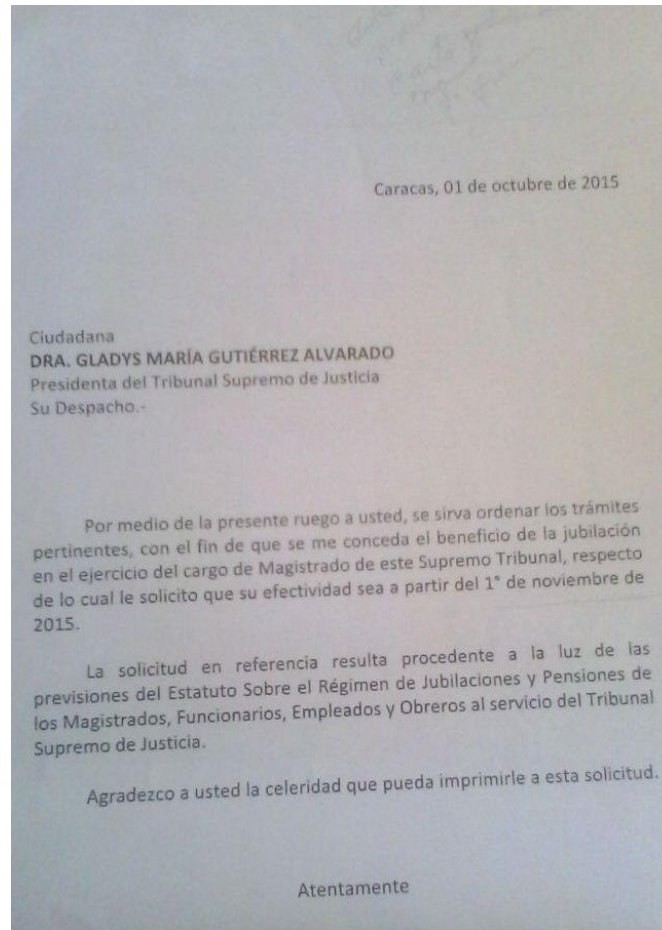 Caracas, 01 de octubre de 2015
Ciudadana
DRA. GLADYS MARÍA GUTIÉRREZ ALVARADO
Presidenta del Tribunal Supremo de Justicia
Su Despacho.-
Por medio de la presente ruego a usted, se sirva ordenar los trámites
pertinentes, con el fin de que se me conceda el beneficio de la jubilación
en el ejercicio del cargo de Magistrado de este Supremo Tribunal, respecto
de lo cual le solicito que su efectividad sea a partir del 1° de noviembre de
2015.
La solicitud en referencia resulta procedente a la luz de las
previsiones del Estatuto Sobre el Régimen de Jubilaciones y Pensiones de
los Magistrados, Funcionarios, Empleados y Obreros al servicio del Tribunal
Supremo de Justicia.
Agradezco a usted la celeridad que pueda imprimirle a esta solicitud.
Atentamente